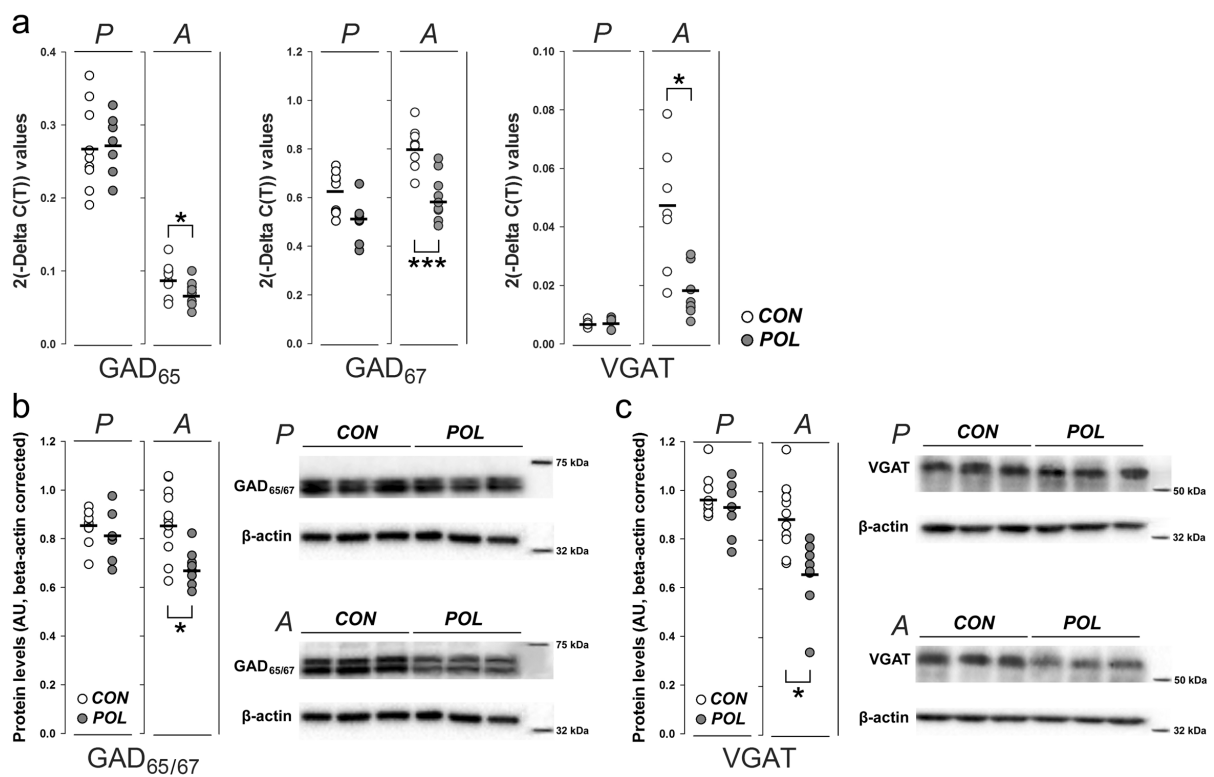 a
P A P A P A
2(-Delta C(T)) values
0.4
0.3
0.2
0.1
0.0
*
GAD65
2(-Delta C(T)) values
1.2
1.0
0.8
0.6
0.4
0.2
0.0
***
GAD67
2(-Delta C(T)) values
0.10
0.08
0.06
0.04
0.02
0.00
*
VGAT
CON
POL
b
P A
Protein levels (AU, beta-actin corrected)
1.2
1.0
0.8
0.6
0.4
0.2
0.0
*
CON
POL
GAD65/67
P CON POL
75 kDa
GAD65/67
β-actin
32 kDa
A CON POL
75 kDa
GAD65/67
β-actin
32 kDa
c
P A
Protein levels (AU, beta-actin corrected)
1.2
1.0
0.8
0.6
0.4
0.2
0.0
*
CON
POL
VGAT
P CON POL
VGAT
50 kDa
β-actin
32 kDa
A CON POL
VGAT
50 kDa
β-actin
32 kDa